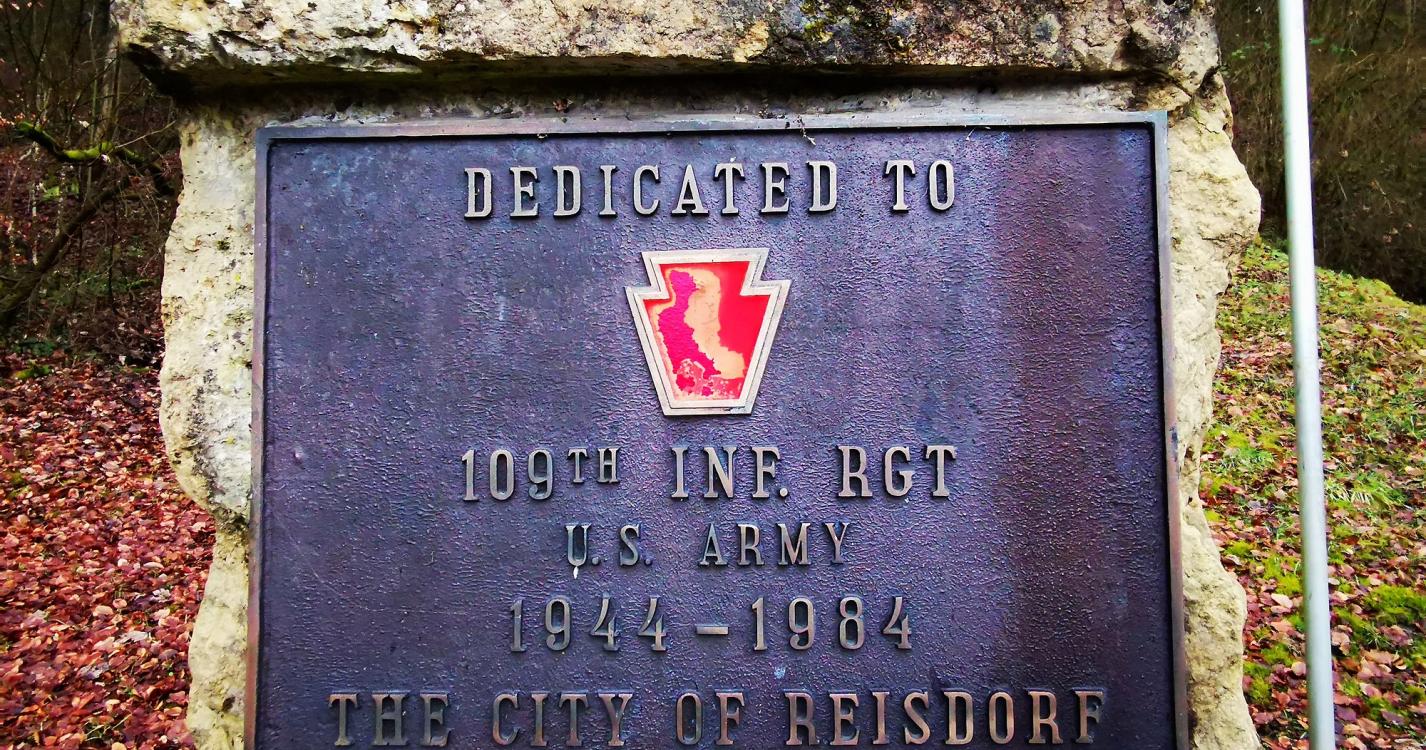 DEDICATED TO
109TH INF. RGT
U.S. ARMY
1944-1984
THE CITY OF REISDORF